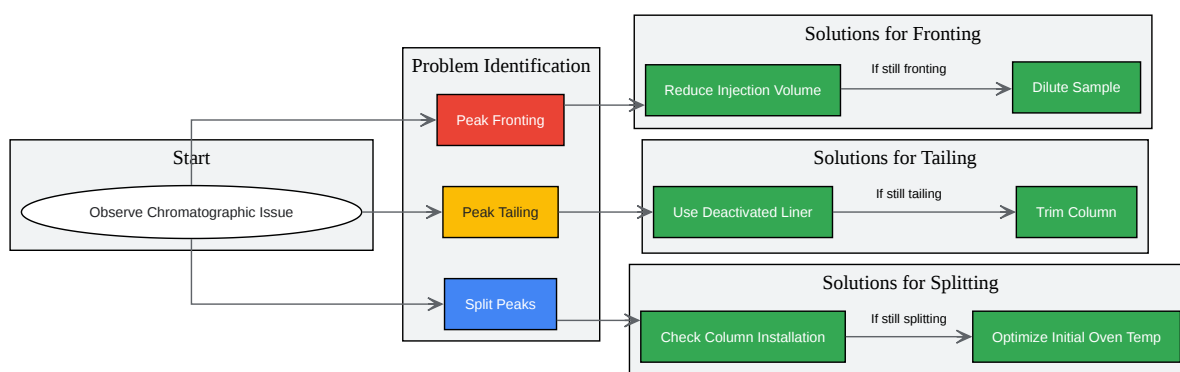 Start
Observe Chromatographic Issue
Problem Identification
Peak Fronting
Peak Tailing
Split Peaks
Solutions for Fronting
Reduce Injection Volume
If still fronting
Dilute Sample
Solutions for Tailing
Use Deactivated Liner
If still tailing
Trim Column
Solutions for Splitting
Check Column Installation
If still splitting
Optimize Initial Oven Temp